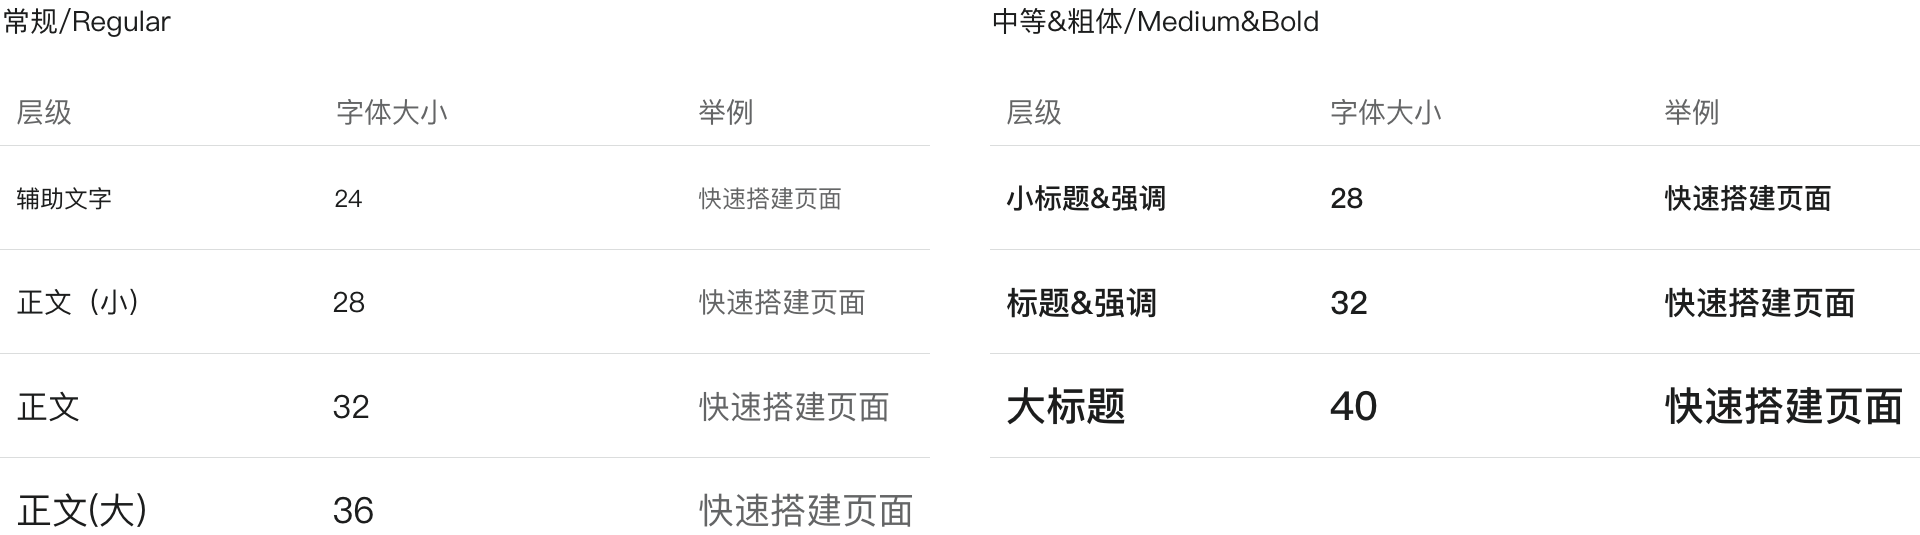 常规/Regular
层级 字体大小 举例
辅助文字 24 快速搭建页面
正文（小） 28 快速搭建页面
正文 32 快速搭建页面
正文(大) 36 快速搭建页面
中等&粗体/Medium&Bold
层级 字体大小 举例
小标题&强调 28 快速搭建页面
标题&强调 32 快速搭建页面
大标题 40 快速搭建页面